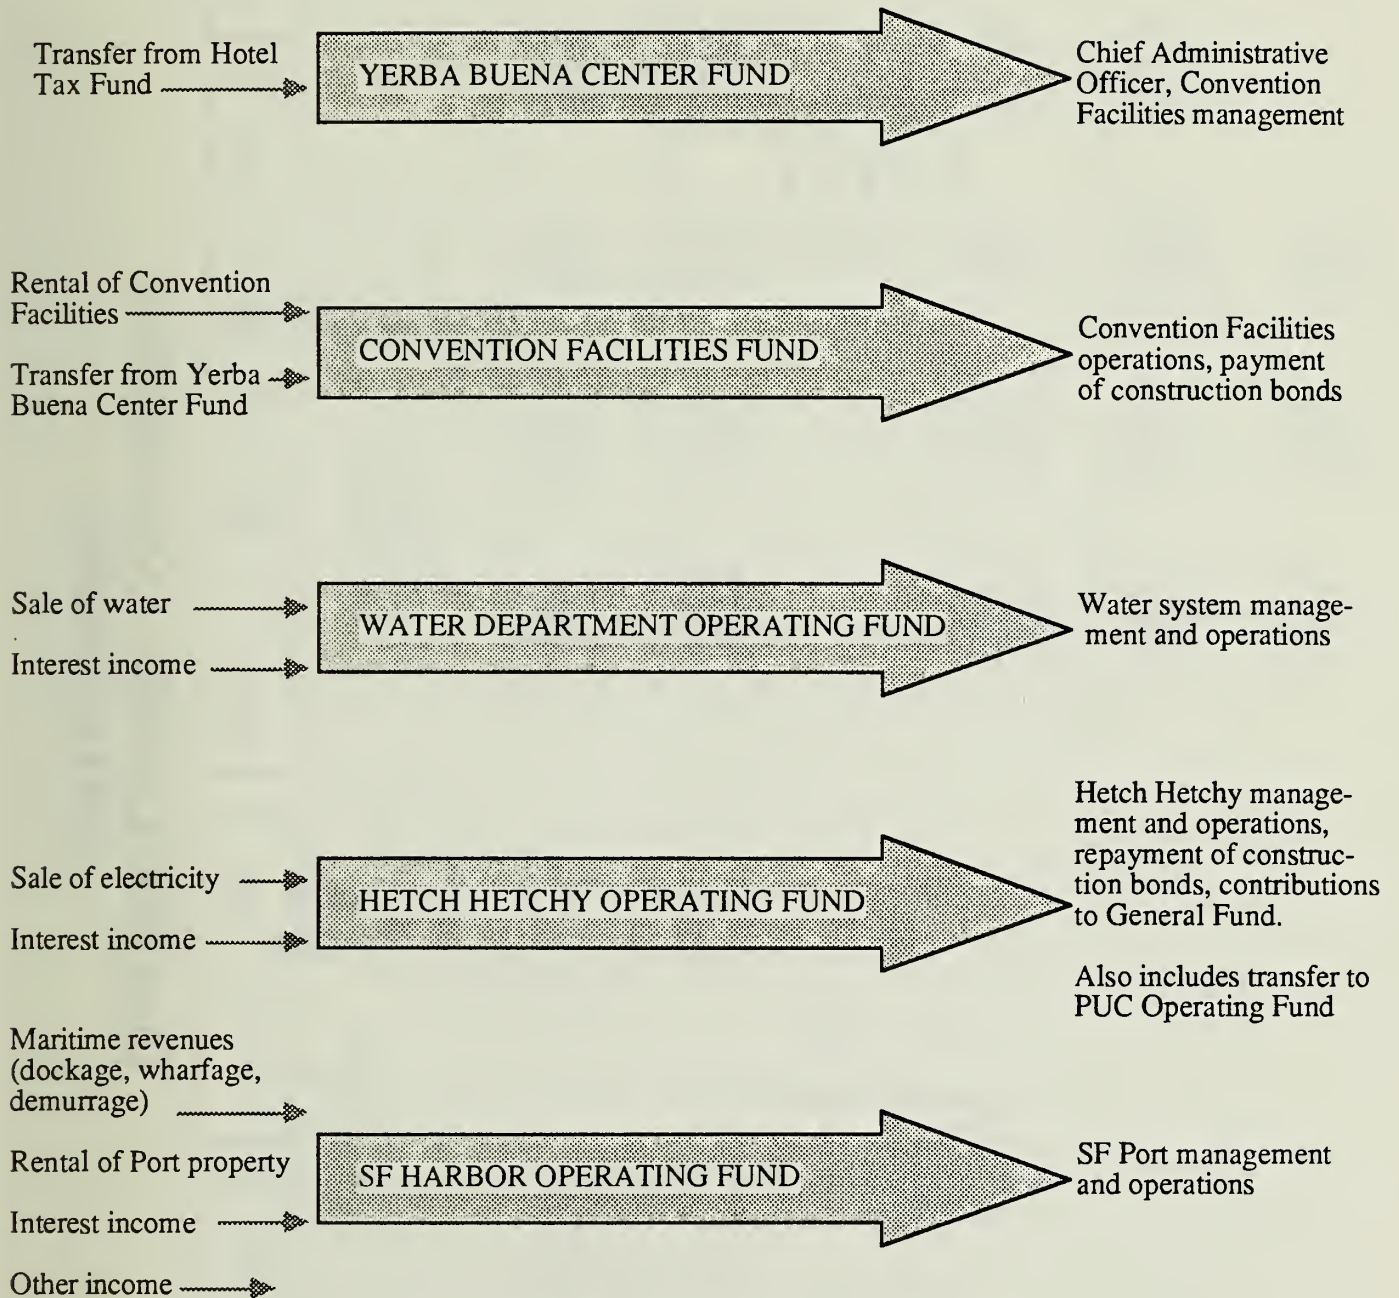 Transfer from Hotel
Tax Fund
YERBA BUENA CENTER FUND
Chief Administrative
Officer, Convention
Facilities management
Rental of Convention
Facilities
Transfer from Yerba
Buena Center Fund
CONVENTION FACILITIES FUND
Convention Facilities
operations, payment
of construction bonds
Sale of water
Interest income
WATER DEPARTMENT OPERATING FUND
Water system manage-
ment and operations
Sale of electricity
Interest income
HETCH HETCHY OPERATING FUND
Hetch Hetchy manage-
ment and operations,
repayment of construc-
tion bonds, contributions
to General Fund.
Also includes transfer to
PUC Operating Fund
Maritime revenues
(dockage, wharfage,
demurrage)
Rental of Port property
Interest income
Other income
SF HARBOR OPERATING FUND
SF Port management
and operations